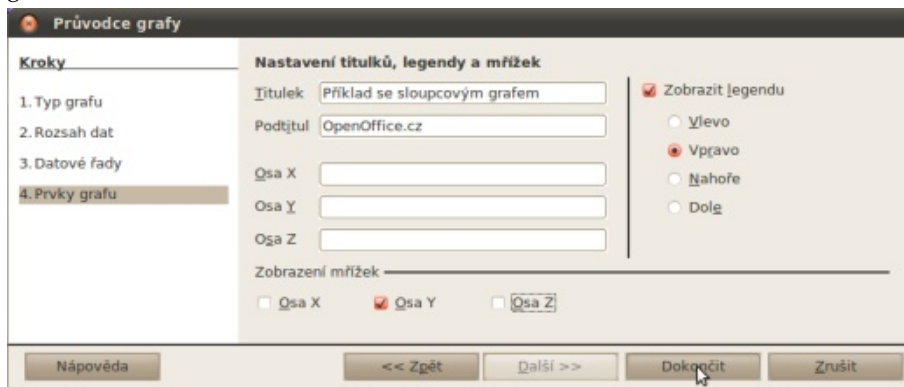 Průvodce grafy
Kroky
1. Typ grafu
2. Rozsah dat
3. Datové řady
4. Prvky grafu
Nastavení titulků, legendy a mřížek
Titulek Příklad se sloupcovým grafem
Podtitul OpenOffice.cz
Osa X
Osa Y
Osa Z
Zobrazit legendu
Vlevo
Vpravo
Nahoře
Dole
Zobrazení mřížek
Osa X Osa Y Osa Z
Nápověda << Zpět Další >> Dokončit Zrušit